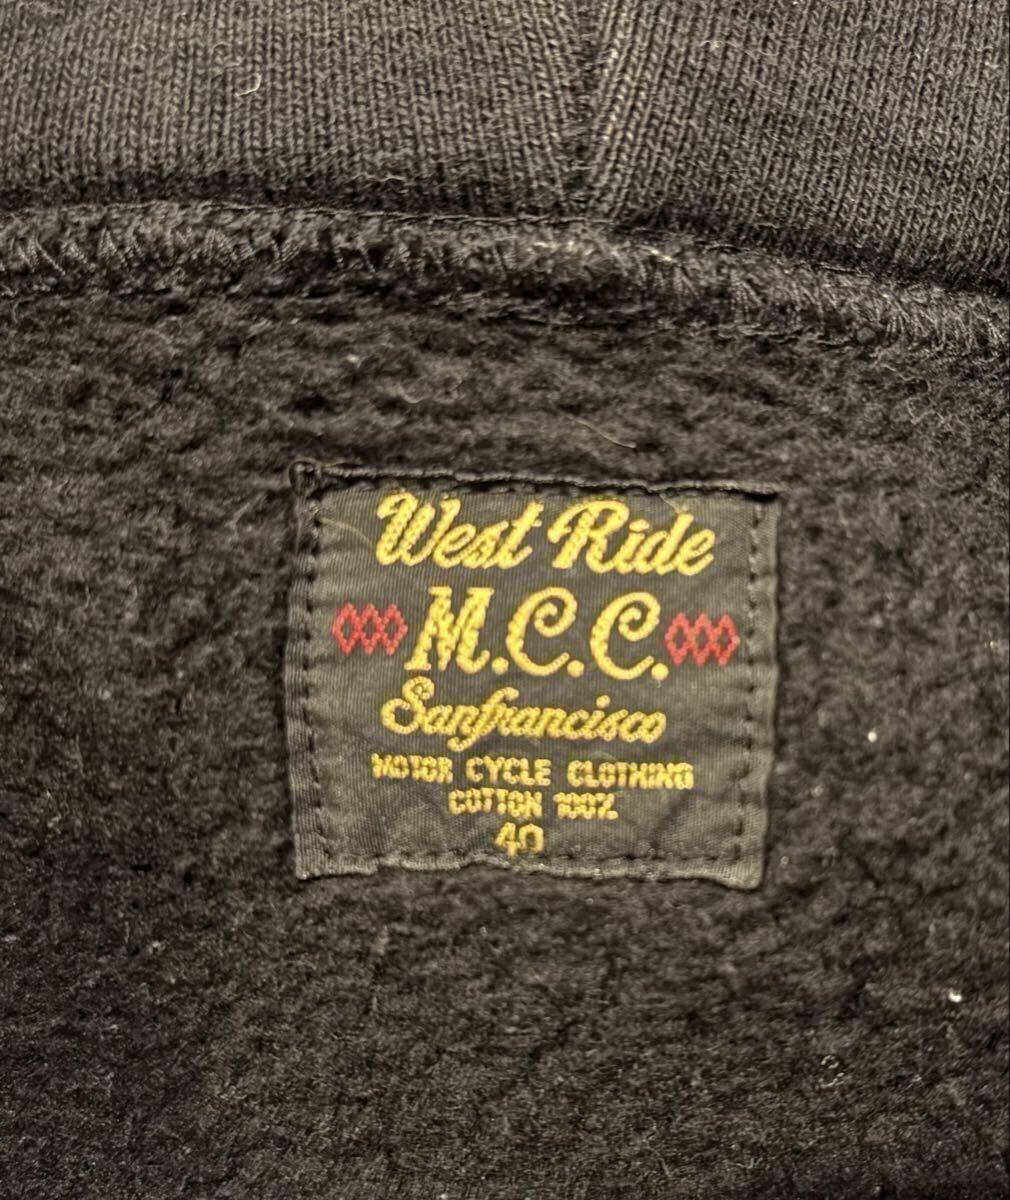 West Ride
M.C.C.
Sanfrancisco
MOTOR CYCLE CLOTHING
COTTON 100%
40